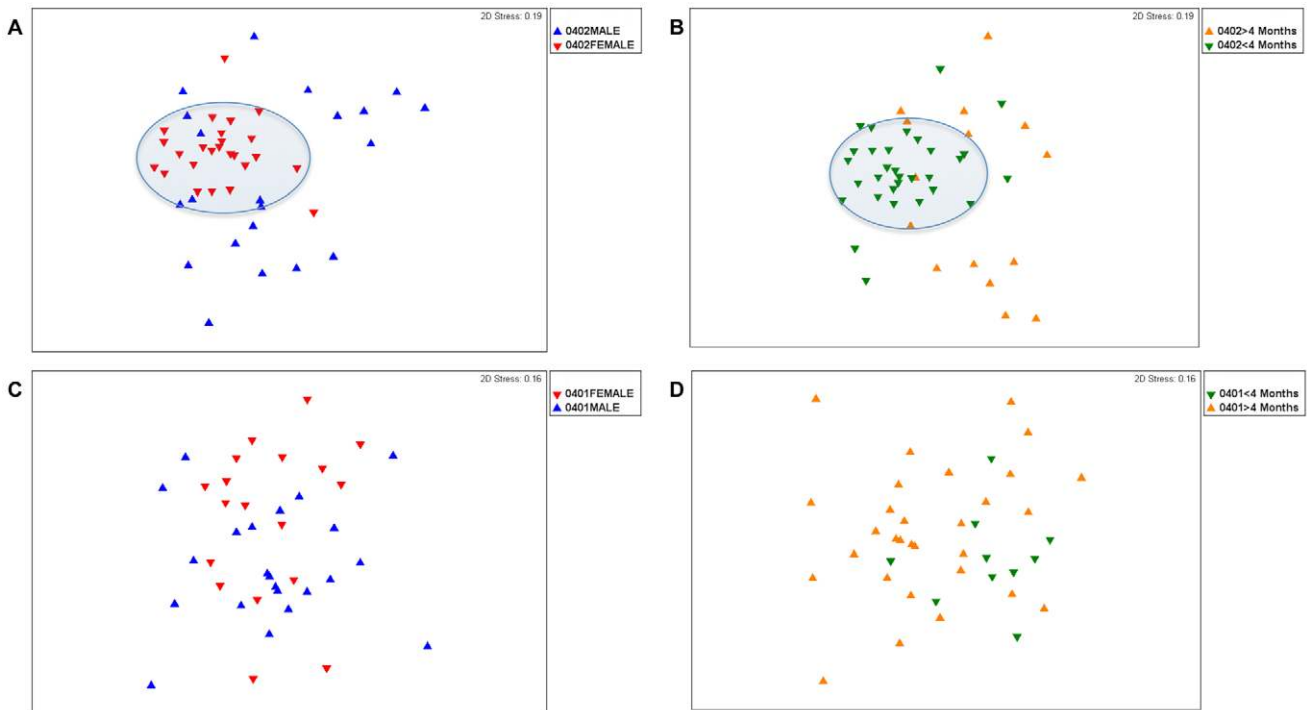 A
2D Stress: 0.19
0402MALE
0402FEMALE
B
2D Stress: 0.19
0402>4 Months
0402<4 Months
C
2D Stress: 0.16
0401FEMALE
0401MALE
D
2D Stress: 0.16
0401<4 Months
0401>4 Months